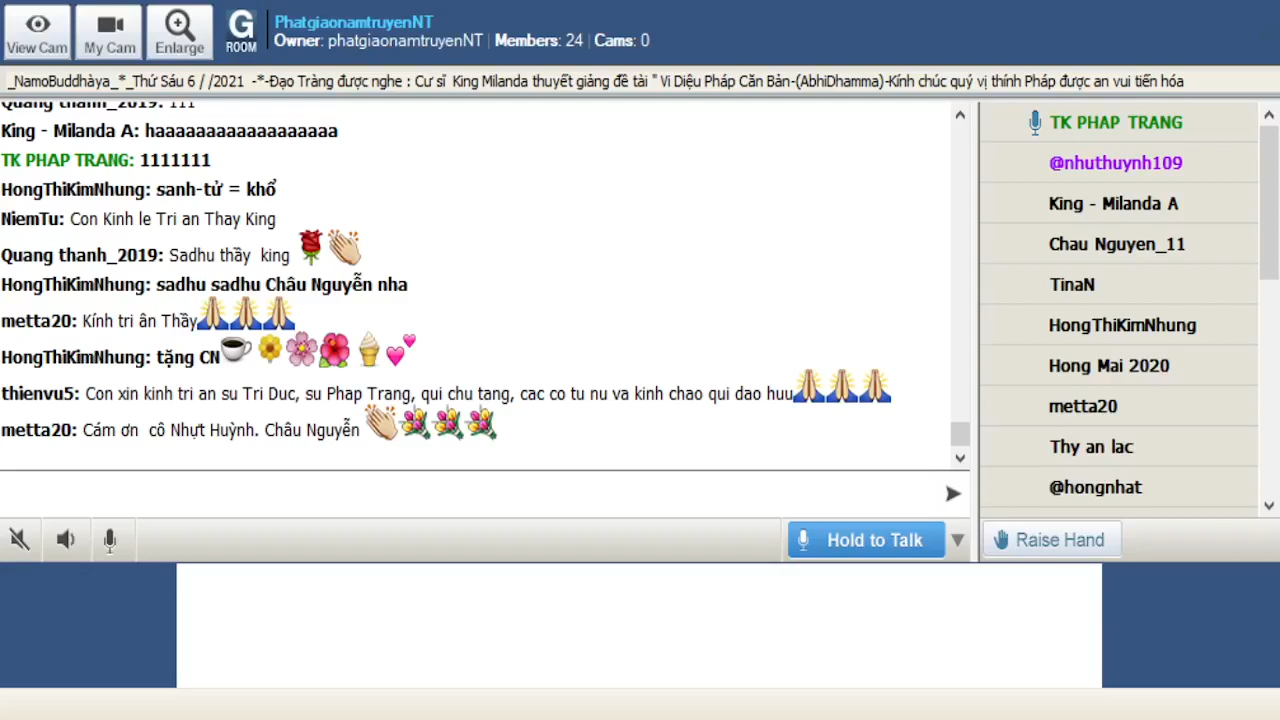 View Cam
My Cam
Enlarge
G
ROOM
PhatgiaonamtruyenNT
Owner: phatgiaonamtruyenNT | Members: 24 | Cams: 0
_NamoBuddhàya_*_Thứ Sáu 6 / /2021 -*-Đạo Tràng được nghe : Cư sĩ King Milanda thuyết giảng đề tài " Vi Diệu Pháp Căn Bản-(AbhiDhamma)-Kính chúc quý vị thính Pháp được an vui tiến hóa
Quang thanh_2019: 111
King - Milanda A: haaaaaaaaaaaaaaaaaa
TK PHAP TRANG: 1111111
HongThiKimNhung: sanh-tử = khổ
NiemTu: Con Kinh le Tri an Thay King
Quang thanh_2019: Sadhu thầy king
HongThiKimNhung: sadhu sadhu Châu Nguyễn nha
metta20: Kính tri ân Thầy
HongThiKimNhung: tặng CN
thienvu5: Con xin kinh tri an su Tri Duc, su Phap Trang, qui chu tang, cac co tu nu va kinh chao qui dao huu
metta20: Cám ơn cô Nhựt Huỳnh. Châu Nguyễn
TK PHAP TRANG
@nhuthuynh109
King - Milanda A
Chau Nguyen_11
TinaN
HongThiKimNhung
Hong Mai 2020
metta20
Thy an lac
@hongnhat
Hold to Talk
Raise Hand